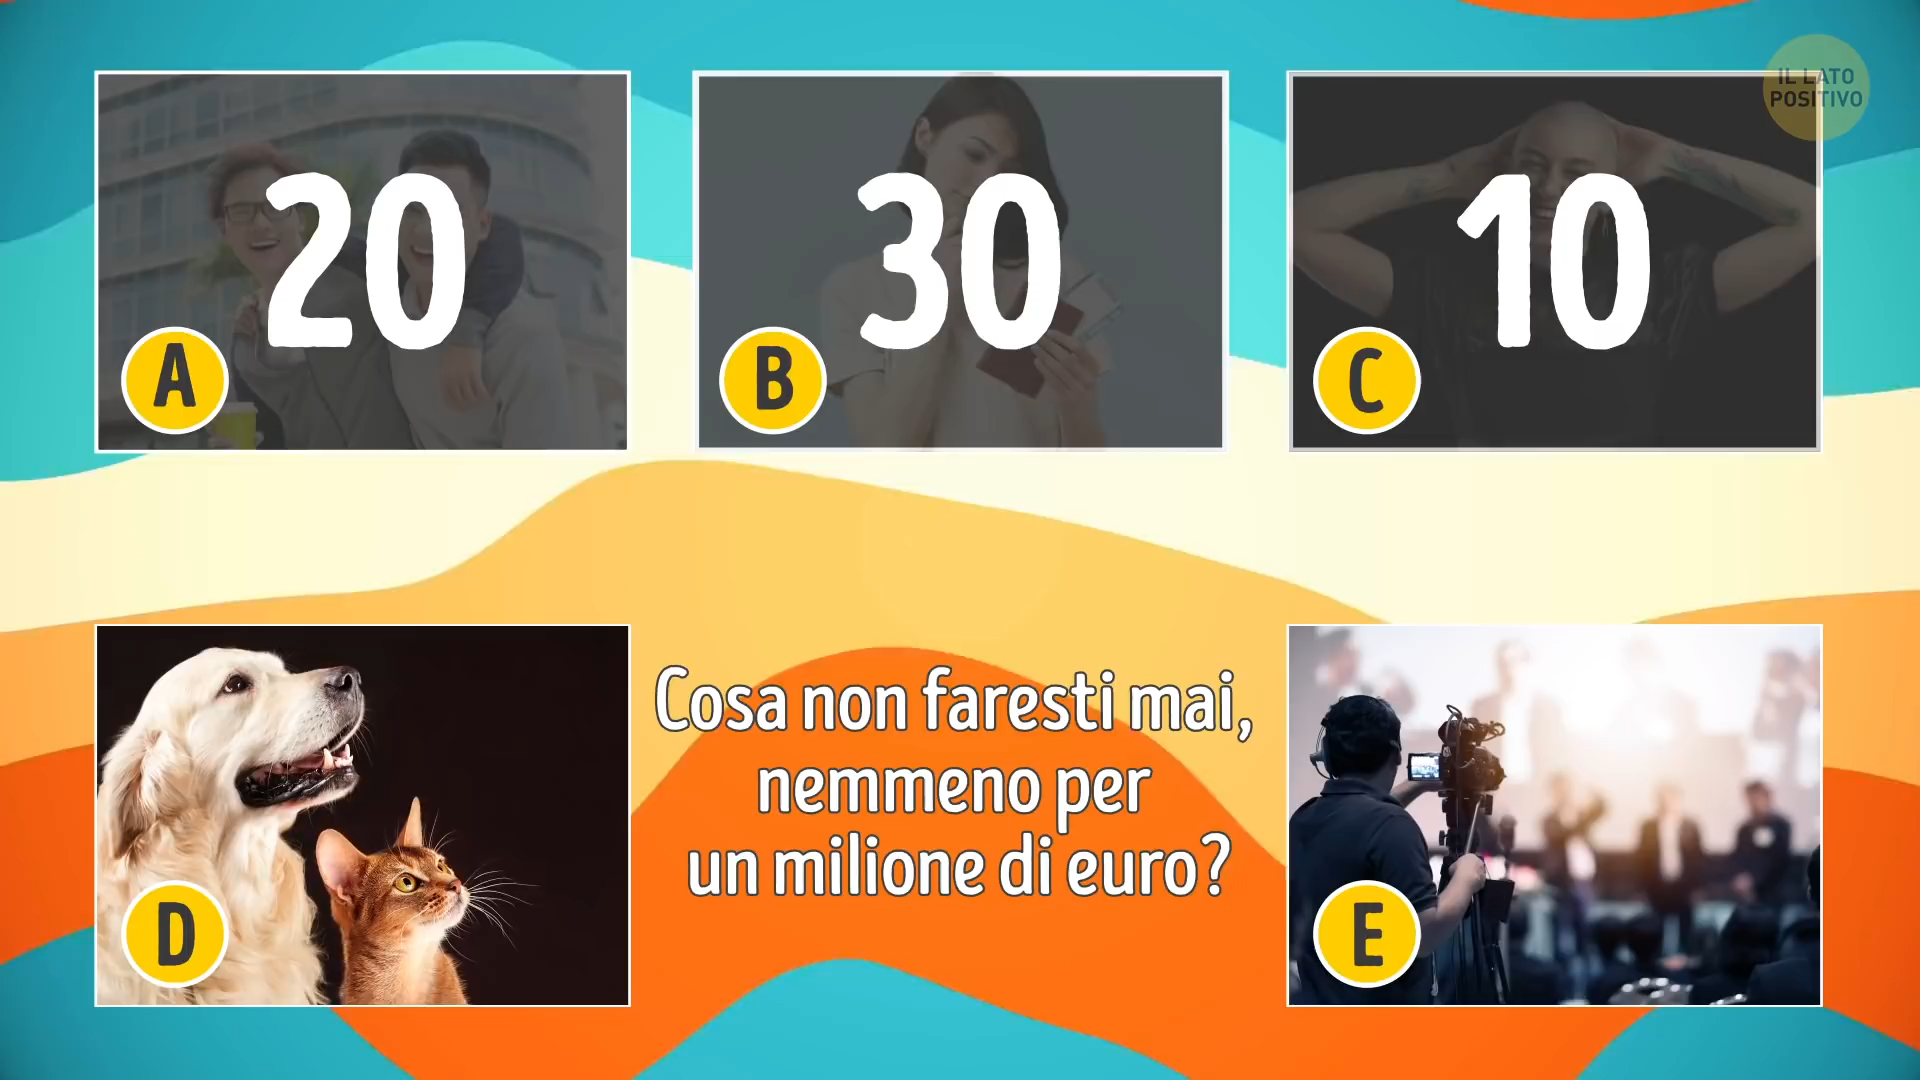 IL LATO
POSITIVO
20
30
10
A
B
C
Cosa non faresti mai,
nemmeno per
un milione di euro?
D
E